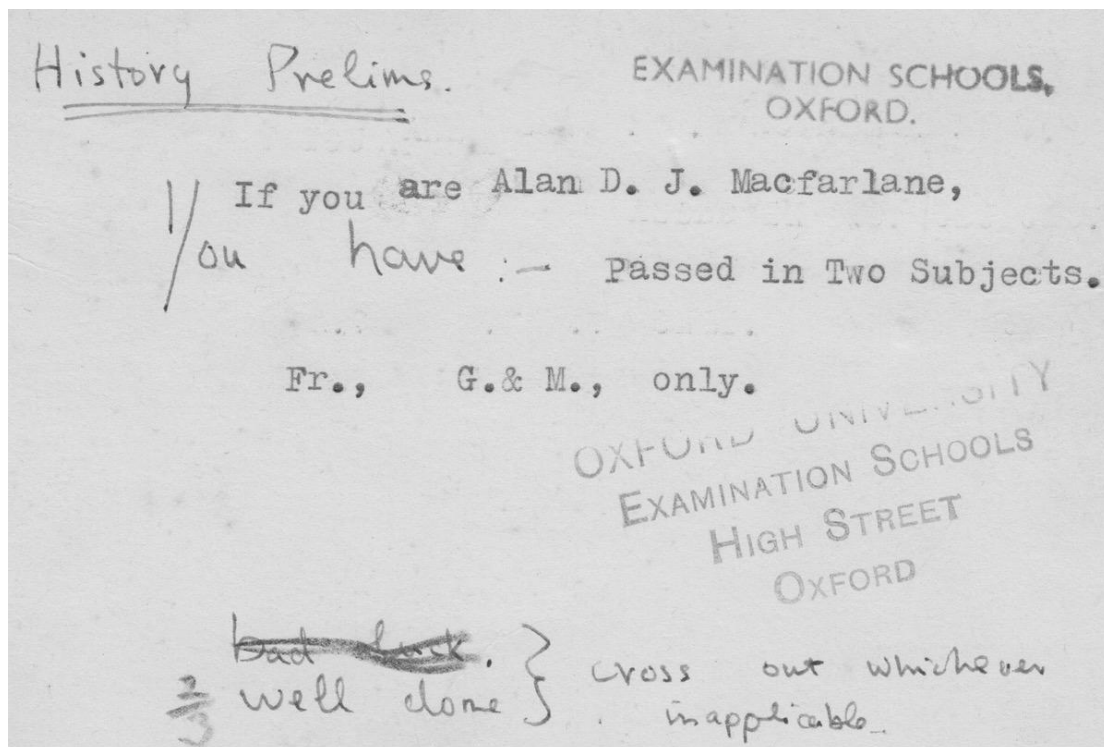 History Prelims.
EXAMINATION SCHOOLS,
OXFORD.
If you are Alan D. J. Macfarlane,
You have :- Passed in Two Subjects.
Fr., G.& M., only.
OXFORD UNIVERSITY
EXAMINATION SCHOOLS
HIGH STREET
OXFORD
bad luck.
2/3 well done } cross out whichever
inapplicable.